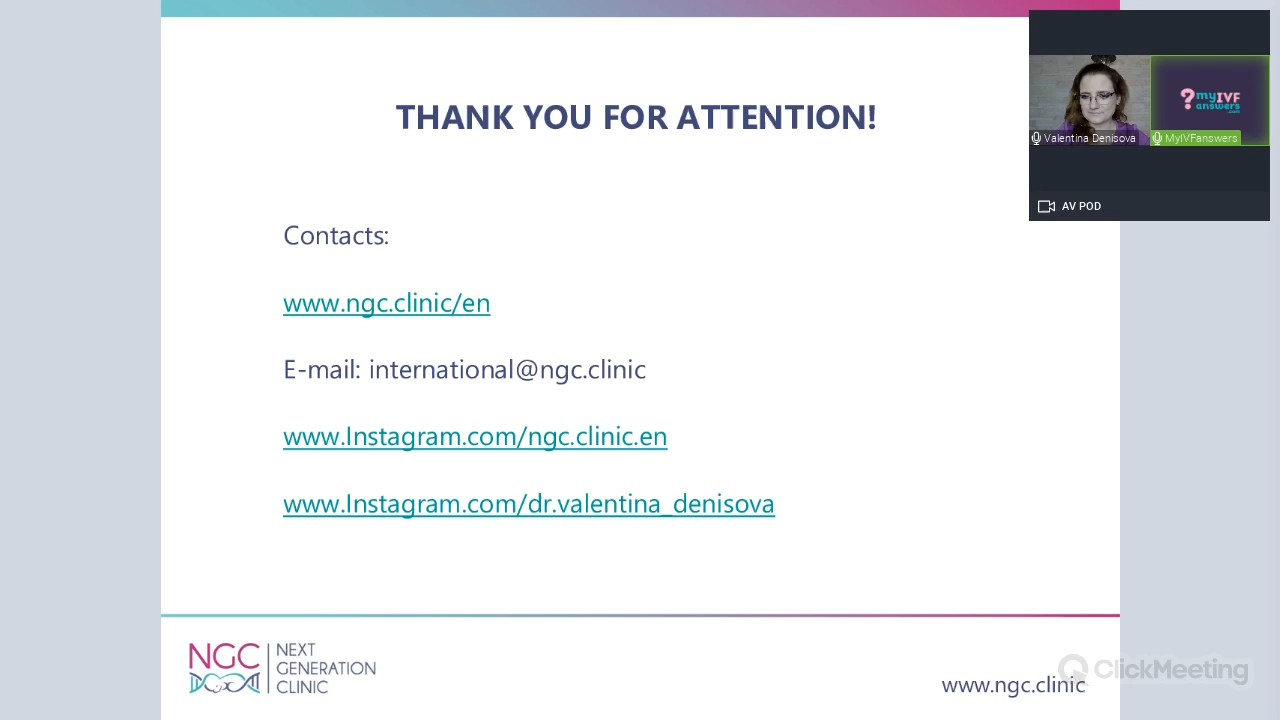 THANK YOU FOR ATTENTION!
Contacts:
www.ngc.clinic/en
E-mail: international@ngc.clinic
www.Instagram.com/ngc.clinic.en
www.Instagram.com/dr.valentina_denisova
NGC
NEXT
GENERATION
CLINIC
www.ngc.clinic
ClickMeeting
? myIVF
answers
.com
Valentina Denisova
MyIVFanswers
AV POD